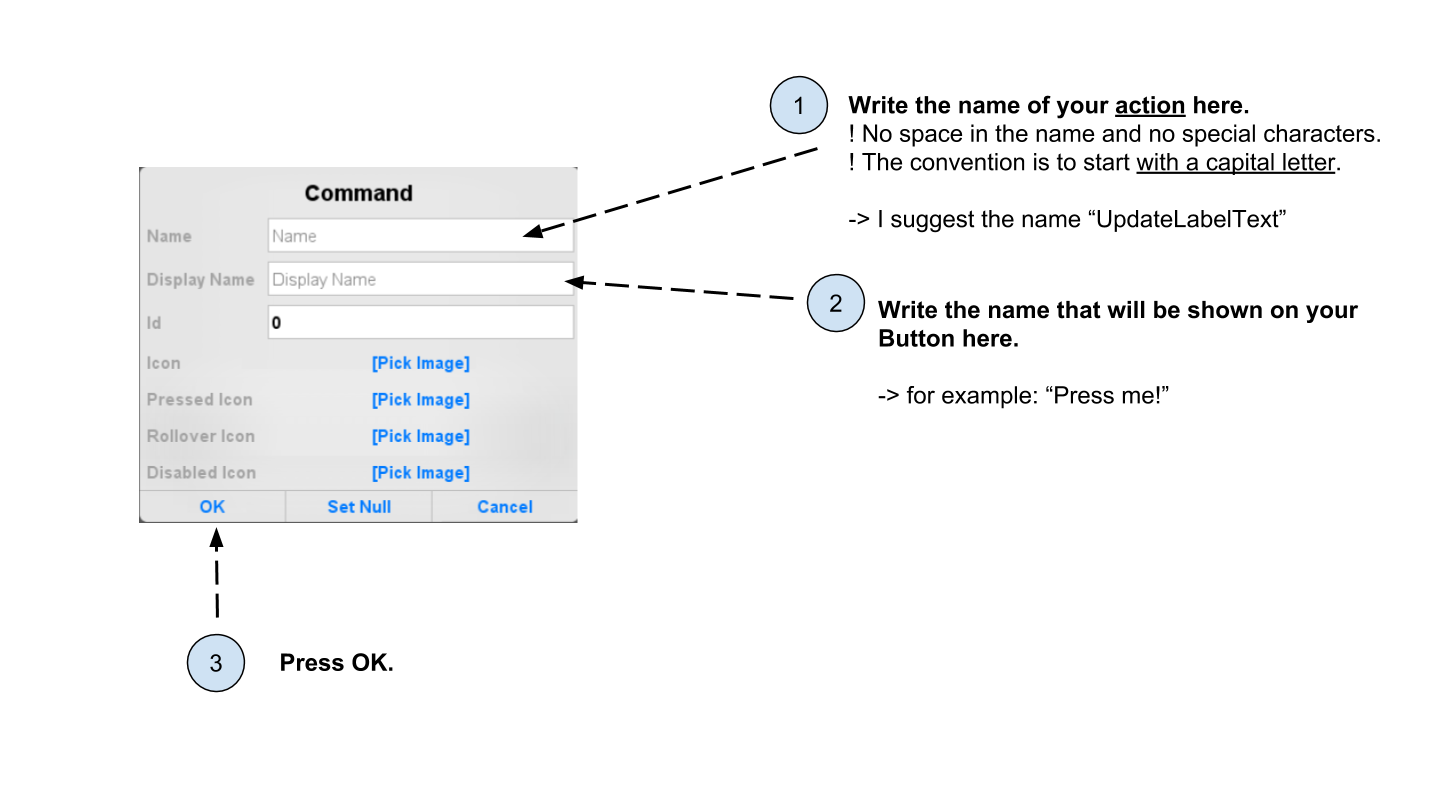 1
Write the name of your action here.
! No space in the name and no special characters.
! The convention is to start with a capital letter.
-> I suggest the name “UpdateLabelText”
Command
Name Name
Display Name Display Name
Id 0
Icon [Pick Image]
Pressed Icon [Pick Image]
Rollover Icon [Pick Image]
Disabled Icon [Pick Image]
OK Set Null Cancel
2
Write the name that will be shown on your
Button here.
-> for example: “Press me!”
3
Press OK.